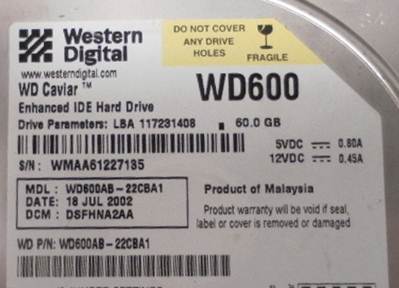 Western
Digital
DO NOT COVER
ANY DRIVE
HOLES
FRAGILE
www.westerndigital.com
WD Caviar ™
WD600
Enhanced IDE Hard Drive
Drive Parameters: LBA 117231408 . 60.0 GB
5VDC 0.80A
12VDC 0.45A
S/N: WMAA61227135
MDL: WD600AB-22CBA1
DATE: 18 JUL 2002
DCM: DSFHNA2AA
Product of Malaysia
Product warranty will be void if seal,
label or cover is removed or damaged
WD P/N: WD600AB-22CBA1